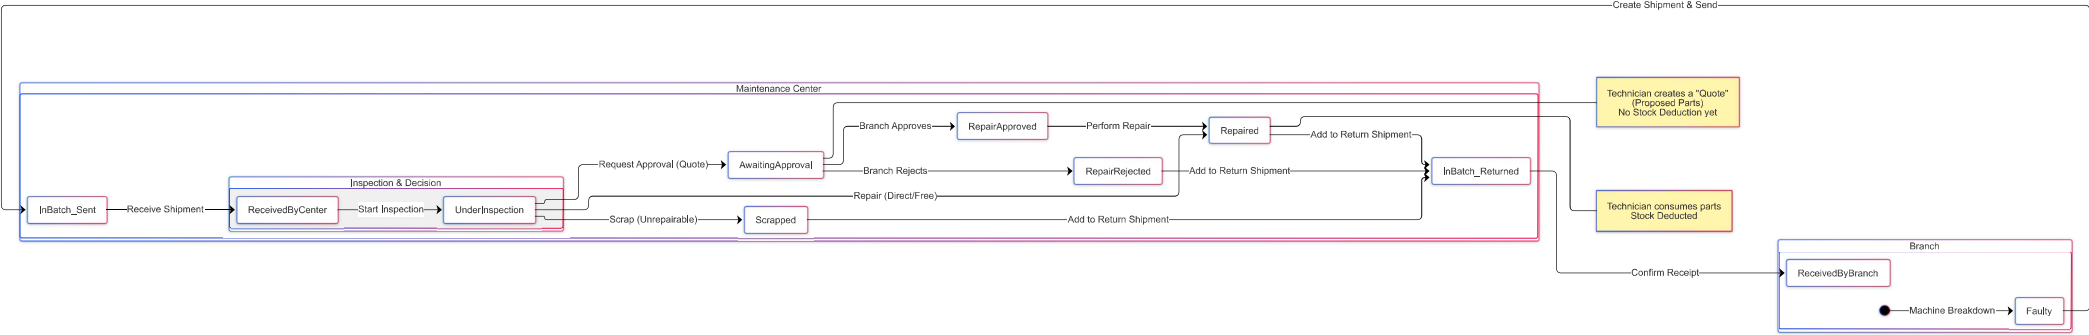 Create Shipment & Send
Maintenance Center
Technician creates a "Quote"
(Proposed Parts)
No Stock Deduction yet
Branch Approves
RepairApproved
Perform Repair
Repaired
Add to Return Shipment
Request Approval (Quote)
AwaitingApproval
Branch Rejects
RepairRejected
Add to Return Shipment
InBatch_Returned
Inspection & Decision
InBatch_Sent
Receive Shipment
ReceivedByCenter
Start Inspection
UnderInspection
Repair (Direct/Free)
Scrap (Unrepairable)
Scrapped
Add to Return Shipment
Technician consumes parts
Stock Deducted
Branch
Confirm Receipt
ReceivedByBranch
Machine Breakdown
Faulty